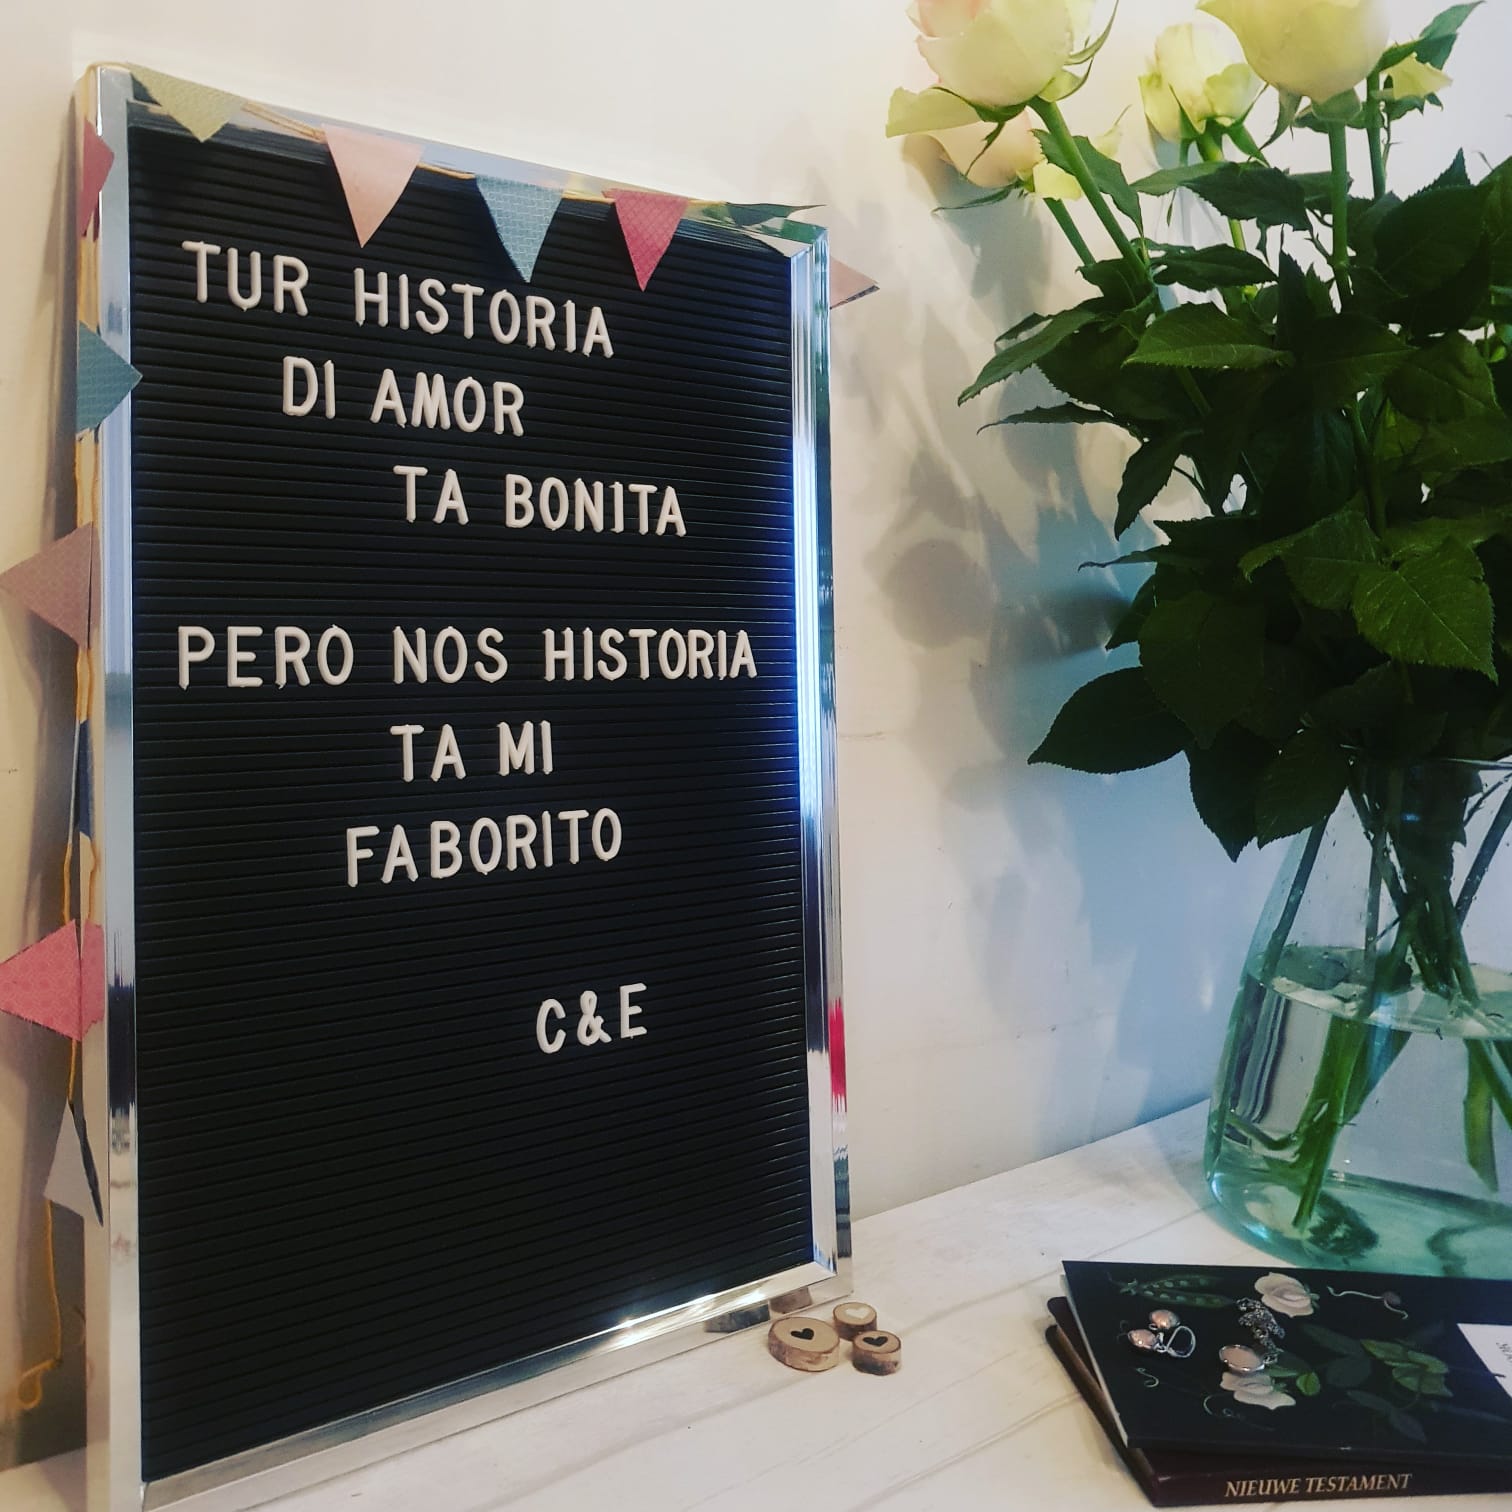 TUR HISTORIA
DI AMOR
TA BONITA
PERO NOS HISTORIA
TA MI
FABORITO
C&E
NIEUWE TESTAMENT